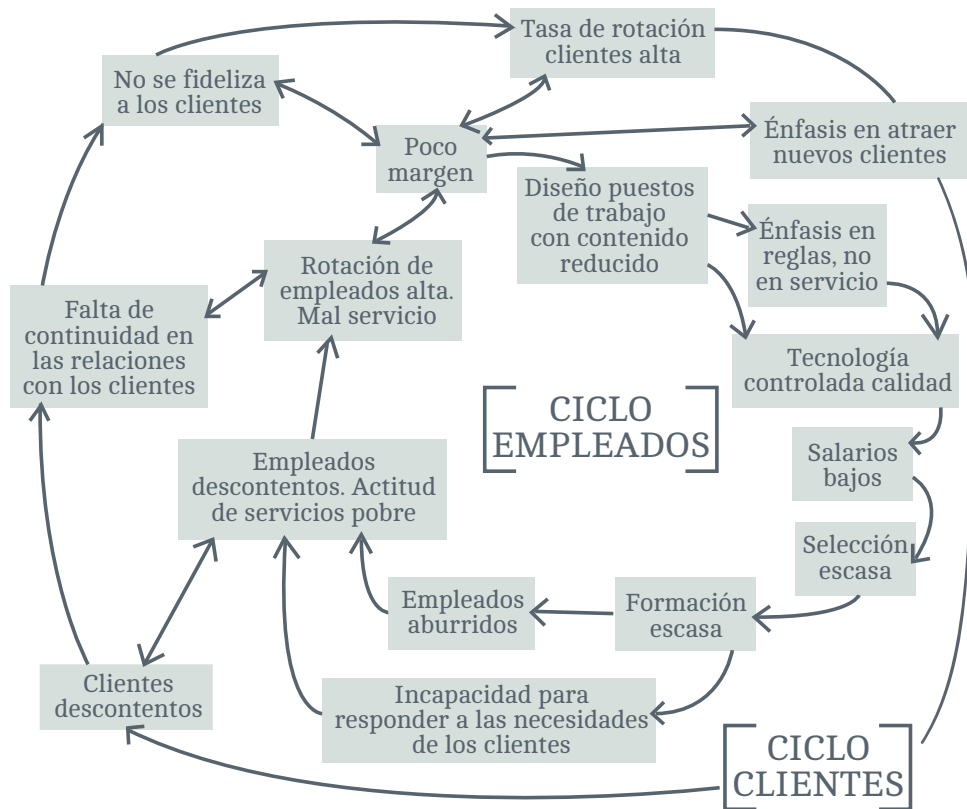 Tasa de rotación
clientes alta
No se fideliza
a los clientes
Énfasis en atraer
nuevos clientes
Poco
margen
Diseño puestos
de trabajo
con contenido
reducido
Énfasis en
reglas, no
en servicio
Rotación de
empleados alta.
Mal servicio
Falta de
continuidad en
las relaciones
con los clientes
Tecnología
controlada calidad
CICLO
EMPLEADOS
Salarios
bajos
Empleados
descontentos. Actitud
de servicios pobre
Selección
escasa
Empleados
aburridos
Formación
escasa
Clientes
descontentos
Incapacidad para
responder a las necesidades
de los clientes
CICLO
CLIENTES